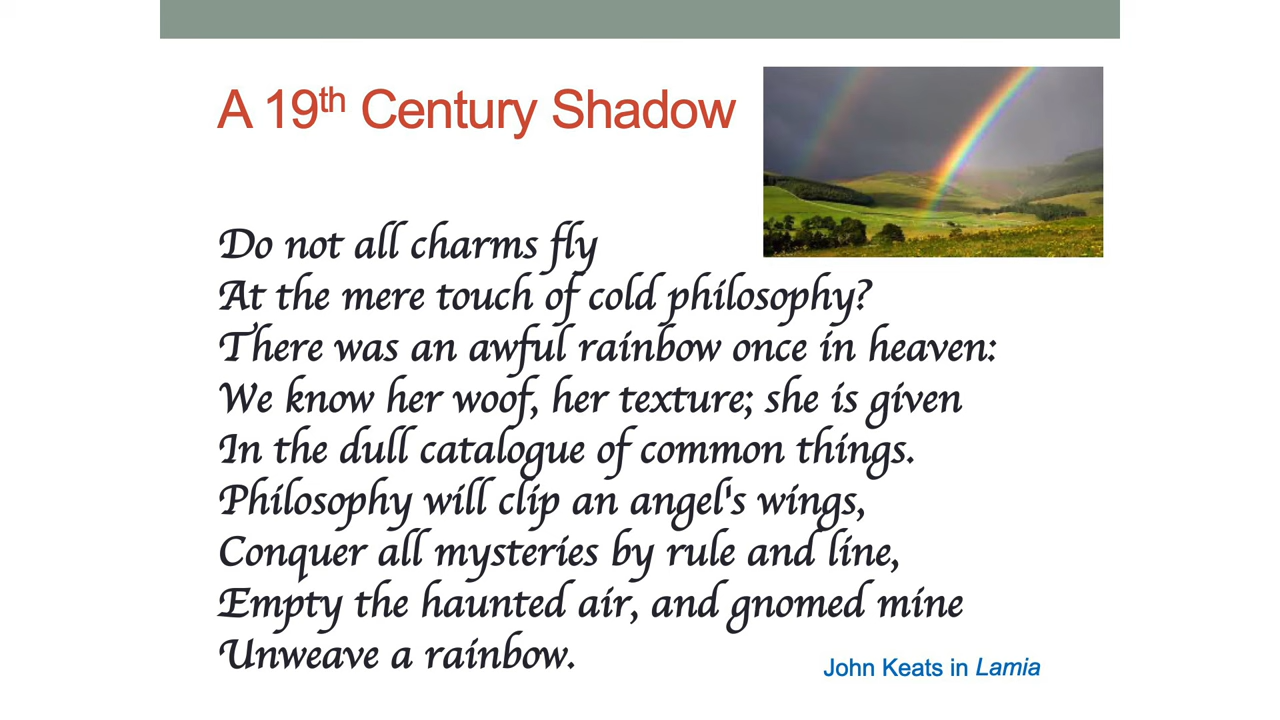 A 19th Century Shadow
Do not all charms fly
At the mere touch of cold philosophy?
There was an awful rainbow once in heaven:
We know her woof, her texture; she is given
In the dull catalogue of common things.
Philosophy will clip an angel's wings,
Conquer all mysteries by rule and line,
Empty the haunted air, and gnomed mine
Unweave a rainbow.
John Keats in Lamia